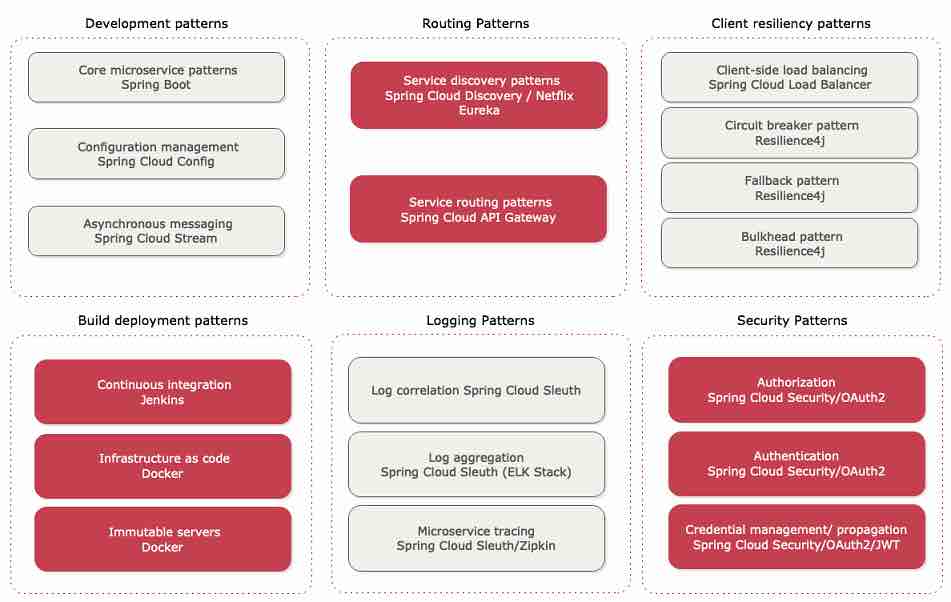 Development patterns
Core microservice patterns
Spring Boot
Configuration management
Spring Cloud Config
Asynchronous messaging
Spring Cloud Stream
Routing Patterns
Service discovery patterns
Spring Cloud Discovery / Netflix
Eureka
Service routing patterns
Spring Cloud API Gateway
Client resiliency patterns
Client-side load balancing
Spring Cloud Load Balancer
Circuit breaker pattern
Resilience4j
Fallback pattern
Resilience4j
Bulkhead pattern
Resilience4j
Build deployment patterns
Continuous integration
Jenkins
Infrastructure as code
Docker
Immutable servers
Docker
Logging Patterns
Log correlation Spring Cloud Sleuth
Log aggregation
Spring Cloud Sleuth (ELK Stack)
Microservice tracing
Spring Cloud Sleuth/Zipkin
Security Patterns
Authorization
Spring Cloud Security/OAuth2
Authentication
Spring Cloud Security/OAuth2
Credential management/ propagation
Spring Cloud Security/OAuth2/JWT